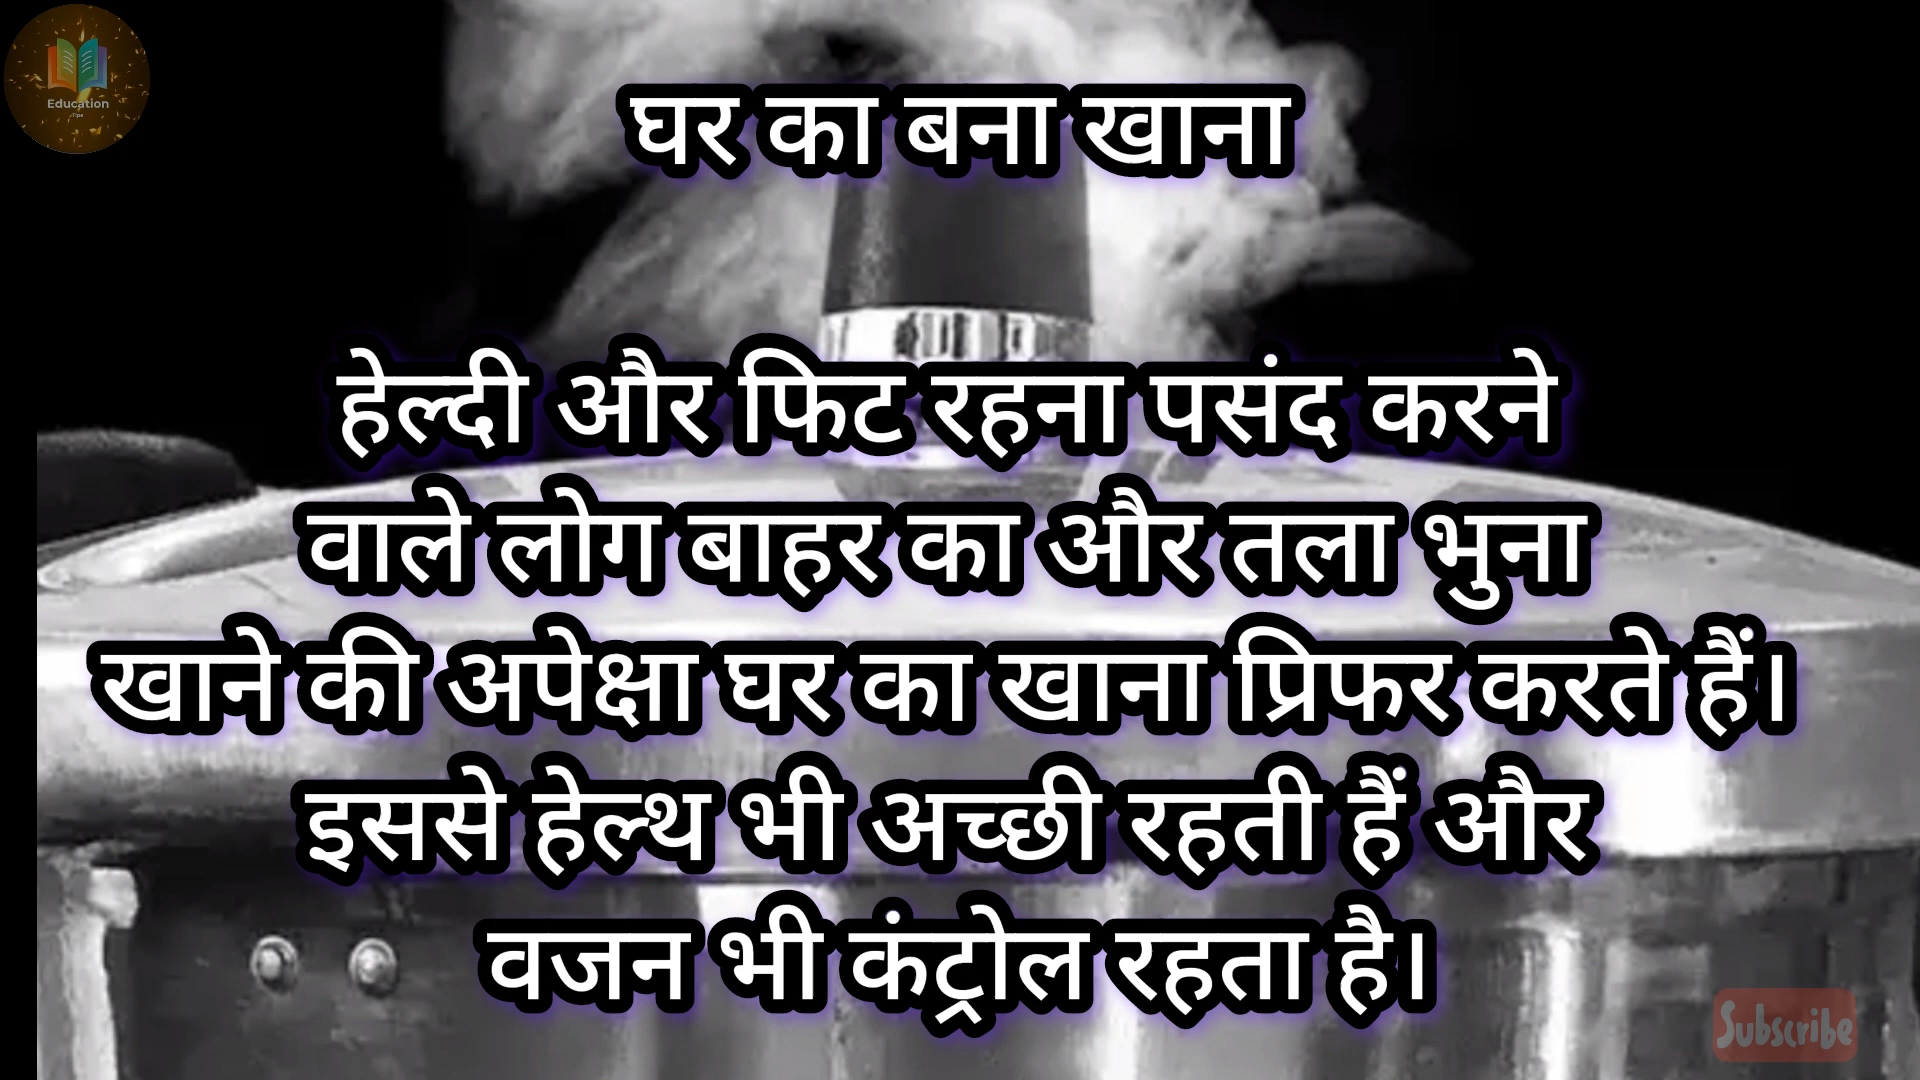 Education
Tips
घर का बना खाना
हेल्दी और फिट रहना पसंद करने
वाले लोग बाहर का और तला भुना
खाने की अपेक्षा घर का खाना प्रिफर करते हैं।
इससे हेल्थ भी अच्छी रहती हैं और
वजन भी कंट्रोल रहता है।
Subscribe